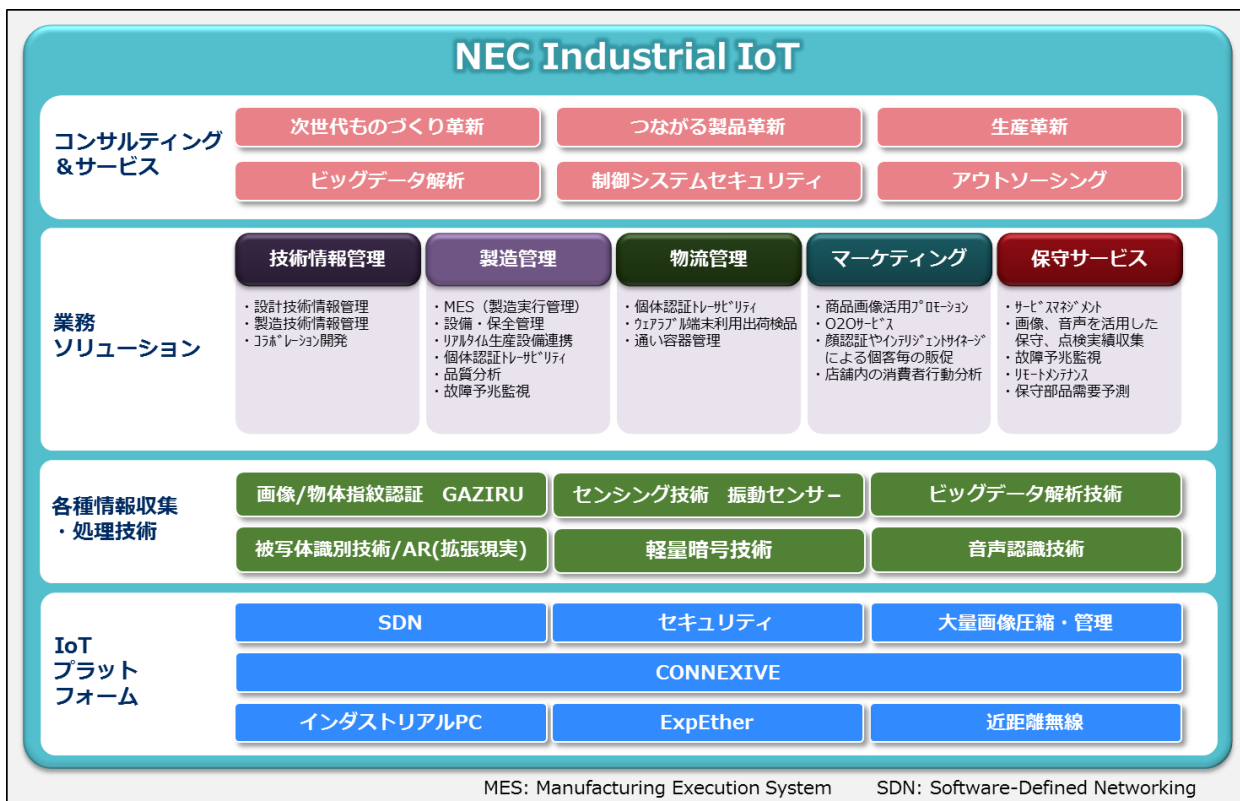 NEC Industrial IoT
コンサルティング
&サービス
次世代ものづくり革新
つながる製品革新
生産革新
ビッグデータ解析
制御システムセキュリティ
アウトソーシング
業務
ソリューション
技術情報管理
・設計技術情報管理
・製造技術情報管理
・ｺﾗﾎﾞﾚｰｼｮﾝ開発
製造管理
・MES（製造実行管理）
・設備・保全管理
・ﾘｱﾙﾀｲﾑ生産設備連携
・個体認証ﾄﾚｰｻﾋﾞﾘﾃｨ
・品質分析
・故障予兆監視
物流管理
・個体認証ﾄﾚｰｻﾋﾞﾘﾃｨ
・ｳｪｱﾗﾌﾞﾙ端末利用出荷検品
・通い容器管理
マーケティング
・商品画像活用ﾌﾟﾛﾓｰｼｮﾝ
・O2Oｻｰﾋﾞｽ
・顔認証やｲﾝﾃﾘｼﾞｪﾝﾄｻｲﾈｰｼﾞ
による個客毎の販促
・店舗内の消費者行動分析
保守サービス
・ｻｰﾋﾞｽﾏﾈｼﾞﾒﾝﾄ
・画像、音声を活用した
保守、点検実績収集
・故障予兆監視
・ﾘﾓｰﾄﾒﾝﾃﾅﾝｽ
・保守部品需要予測
各種情報収集
・処理技術
画像/物体指紋認証　GAZIRU
センシング技術　振動センサー
ビッグデータ解析技術
被写体識別技術/AR(拡張現実)
軽量暗号技術
音声認識技術
IoT
プラット
フォーム
SDN
セキュリティ
大量画像圧縮・管理
CONNEXIVE
インダストリアルPC
ExpEther
近距離無線
MES: Manufacturing Execution System　SDN: Software-Defined Networking